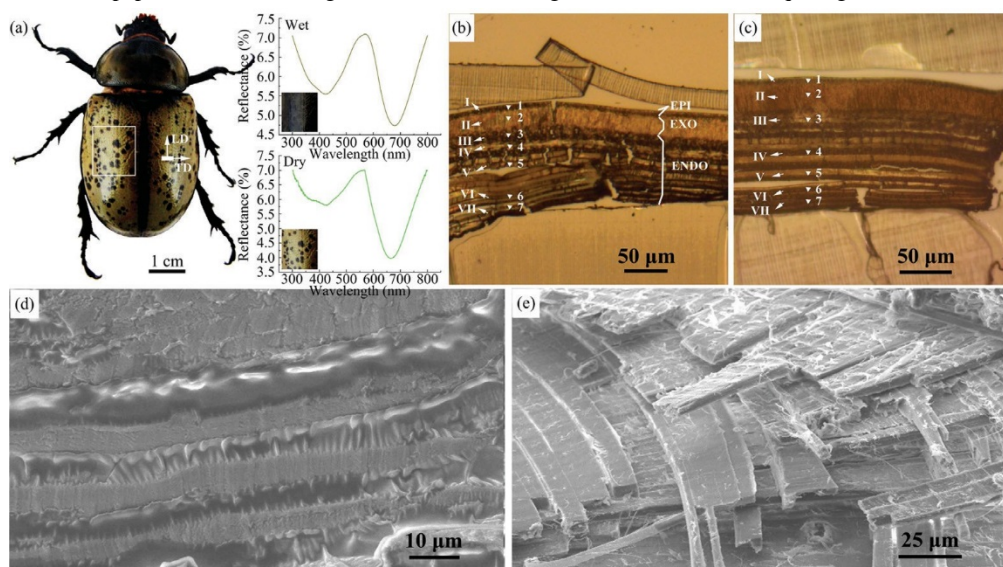 (a)
LD
TD
1 cm
Wet
Reflectance (%)
7.5
7.0
6.5
6.0
5.5
5.0
4.5
300 400 500 600 700 800
Wavelength (nm)
Dry
Reflectance (%)
7.0
6.5
6.0
5.5
5.0
4.5
4.0
3.5
300 400 500 600 700 800
Wavelength (nm)
(b)
I 1
II 2
III 3
IV 4
V 5
VI 6
VII 7
EPI
EXO
ENDO
50 μm
(c)
I 1
II 2
III 3
IV 4
V 5
VI 6
VII 7
50 μm
(d)
10 μm
(e)
25 μm